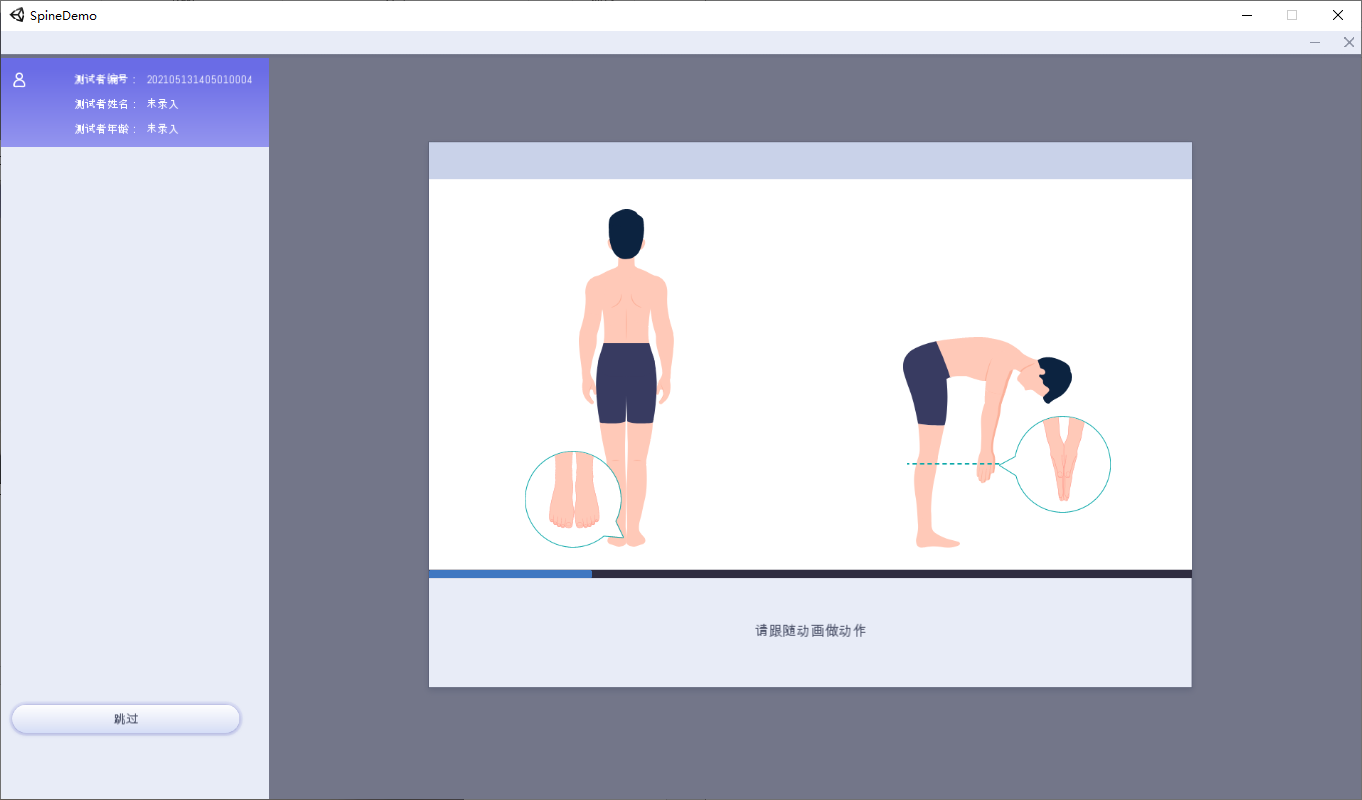 SpineDemo
测试者编号： 202105131405010004
测试者姓名： 未录入
测试者年龄： 未录入
请跟随动画做动作
跳过